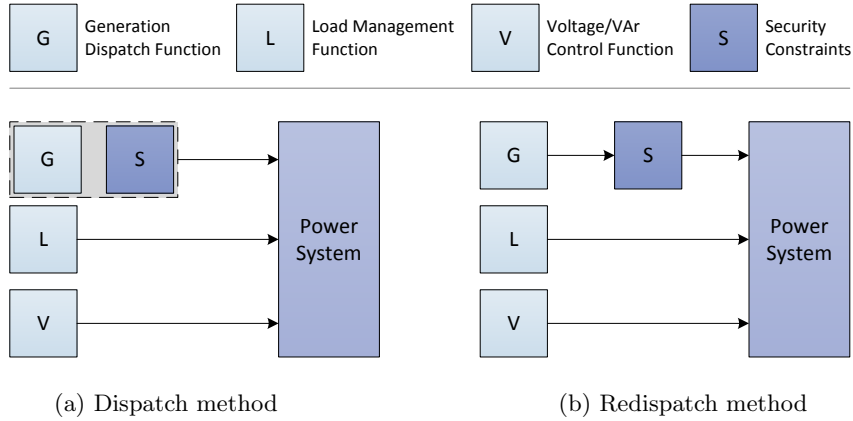 G
Generation
Dispatch Function
L
Load Management
Function
V
Voltage/VAr
Control Function
S
Security
Constraints
G
S
L
V
Power
System
G
S
L
V
Power
System
(a) Dispatch method
(b) Redispatch method